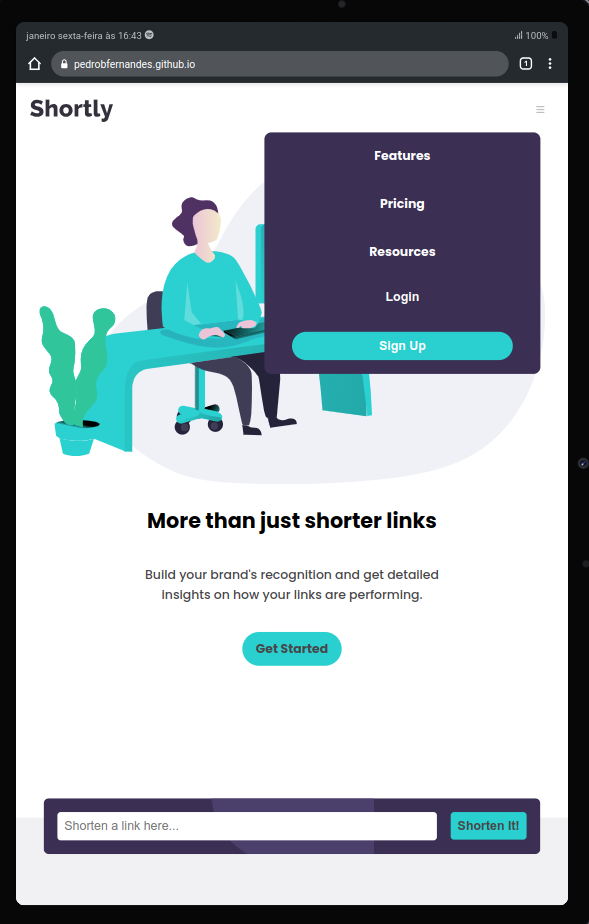 janeiro sexta-feira às 16:43
100%
pedrobfernandes.github.io
1
Shortly
Features
Pricing
Resources
Login
Sign Up
More than just shorter links
Build your brand's recognition and get detailed
insights on how your links are performing.
Get Started
Shorten a link here...
Shorten It!